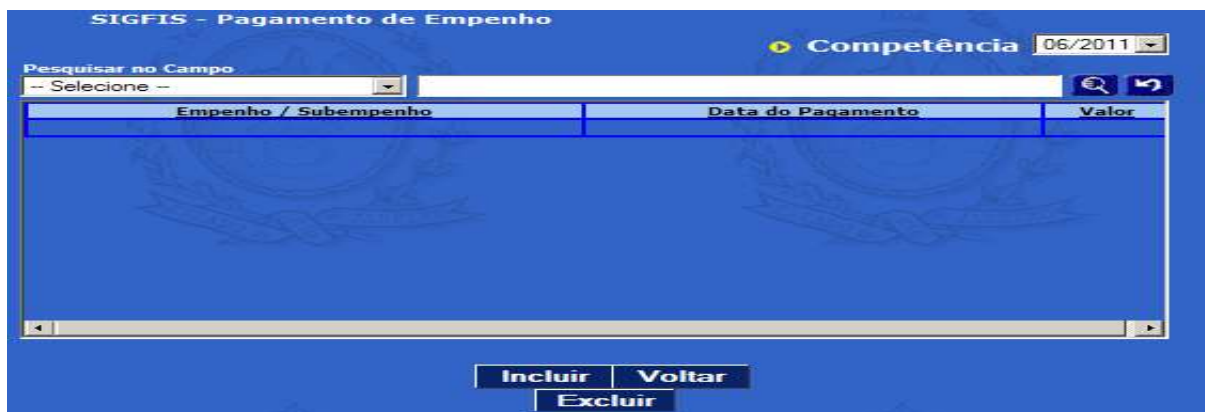 SIGFIS - Pagamento de Empenho
Competência 06/2011
Pesquisar no Campo
-- Selecione --
Empenho / Subempenho Data do Pagamento Valor
Incluir Voltar
Excluir